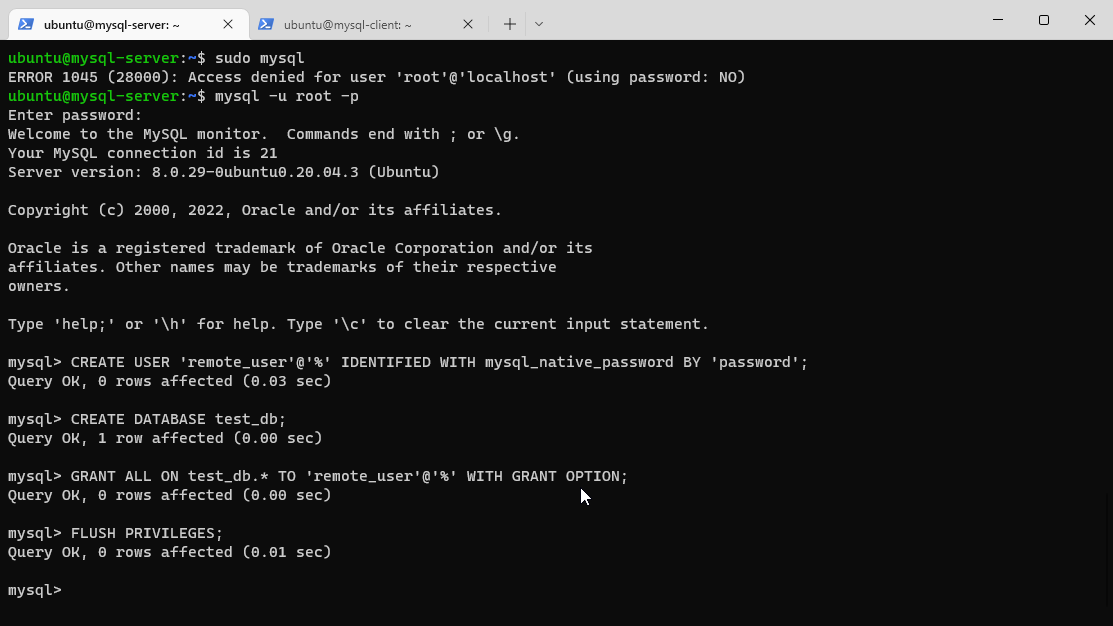 ubuntu@mysql-server: ~
ubuntu@mysql-client: ~
ubuntu@mysql-server:~$ sudo mysql
ERROR 1045 (28000): Access denied for user 'root'@'localhost' (using password: NO)
ubuntu@mysql-server:~$ mysql -u root -p
Enter password:
Welcome to the MySQL monitor.  Commands end with ; or \g.
Your MySQL connection id is 21
Server version: 8.0.29-0ubuntu0.20.04.3 (Ubuntu)
Copyright (c) 2000, 2022, Oracle and/or its affiliates.
Oracle is a registered trademark of Oracle Corporation and/or its
affiliates. Other names may be trademarks of their respective
owners.
Type 'help;' or '\h' for help. Type '\c' to clear the current input statement.
mysql> CREATE USER 'remote_user'@'%' IDENTIFIED WITH mysql_native_password BY 'password';
Query OK, 0 rows affected (0.03 sec)
mysql> CREATE DATABASE test_db;
Query OK, 1 row affected (0.00 sec)
mysql> GRANT ALL ON test_db.* TO 'remote_user'@'%' WITH GRANT OPTION;
Query OK, 0 rows affected (0.00 sec)
mysql> FLUSH PRIVILEGES;
Query OK, 0 rows affected (0.01 sec)
mysql>